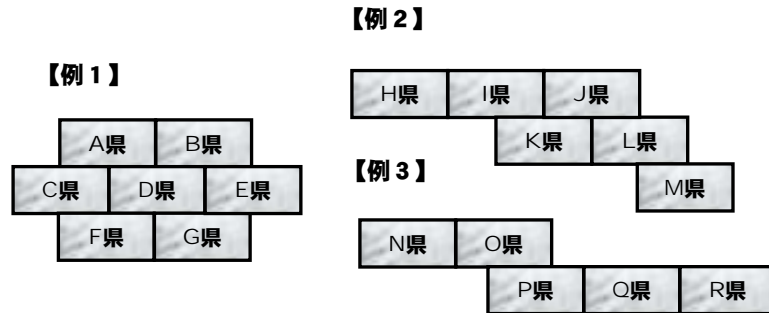 【例１】
A県 B県
C県 D県 E県
F県 G県
【例２】
H県 I県 J県
K県 L県
M県
【例３】
N県 O県
P県 Q県 R県